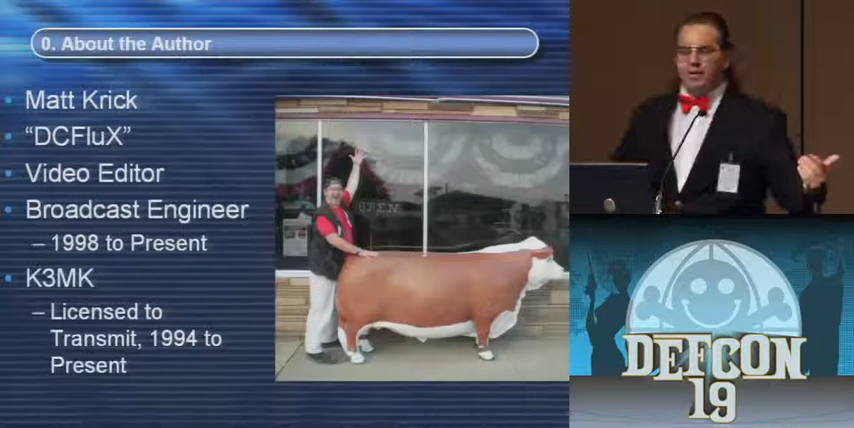 0. About the Author
Matt Krick
“DCFluX”
Video Editor
Broadcast Engineer
– 1998 to Present
K3MK
– Licensed to
Transmit, 1994 to
Present
OPEN
DEFCON
19